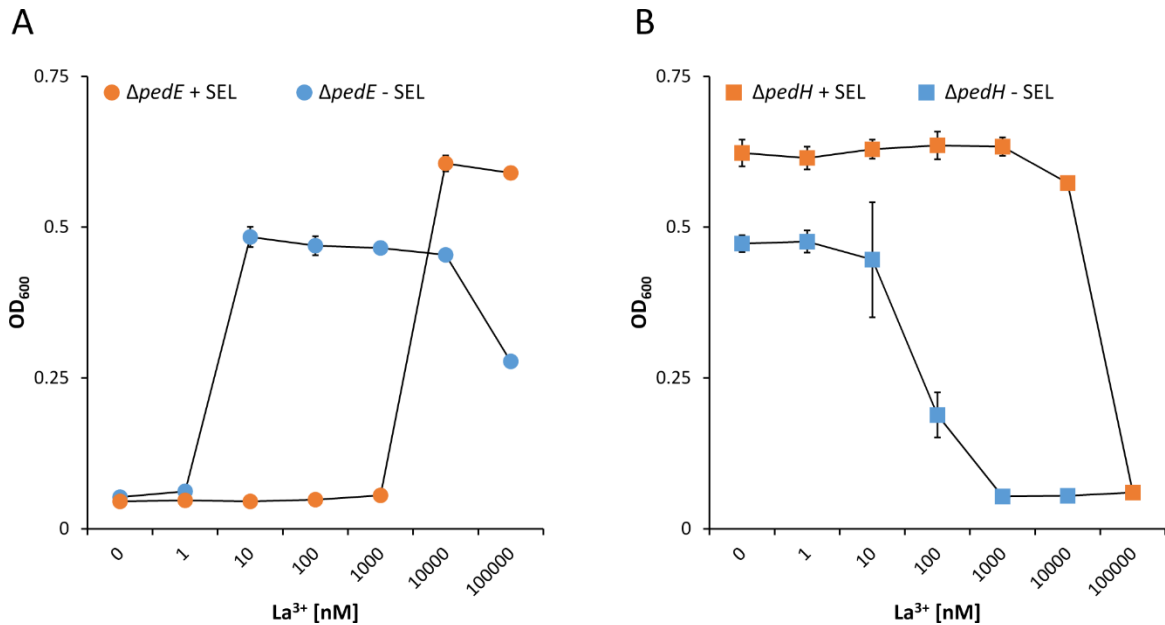 A
0.75
ΔpedE + SEL
ΔpedE - SEL
0.5
OD₆₀₀
0.25
0
0
1
10
100
1000
10000
100000
La³⁺ [nM]
B
0.75
ΔpedH + SEL
ΔpedH - SEL
0.5
OD₆₀₀
0.25
0
0
1
10
100
1000
10000
100000
La³⁺ [nM]